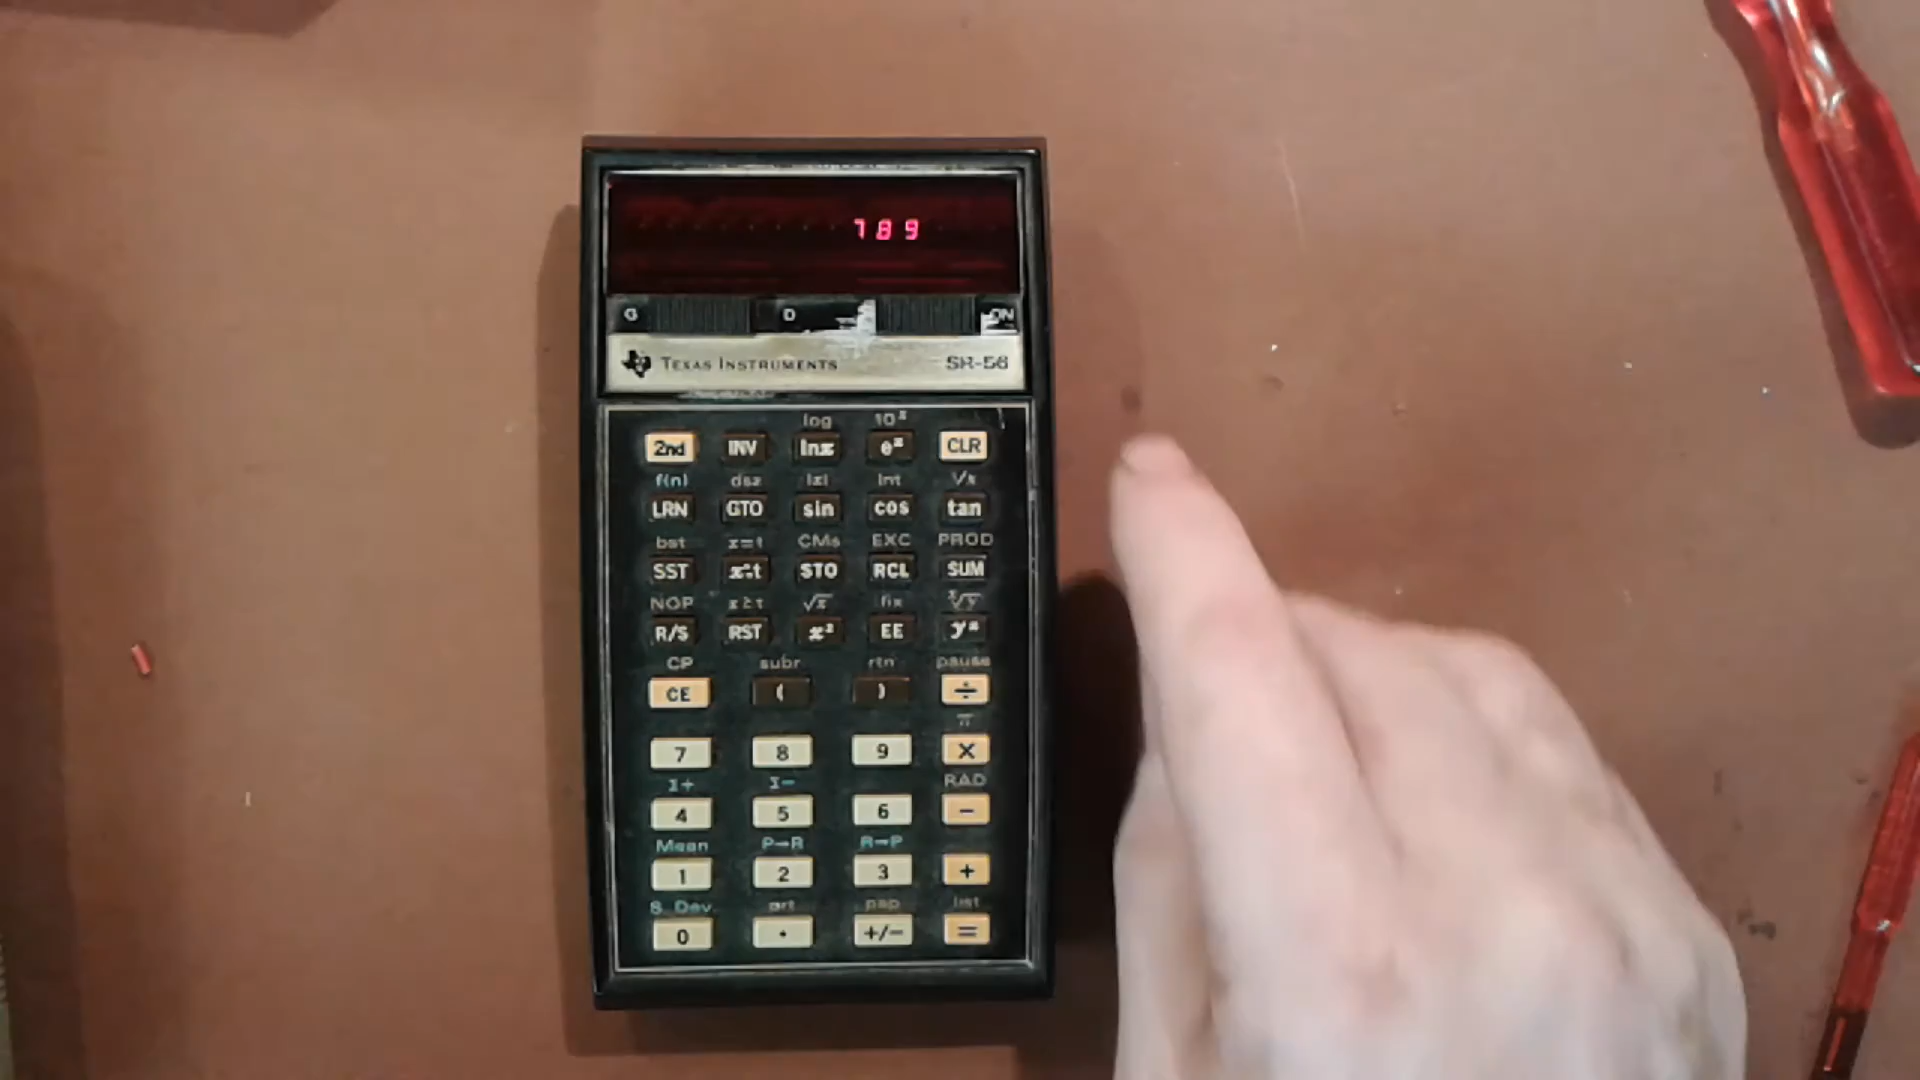 789
G D ON
TEXAS INSTRUMENTS SR-56
log 10ˣ
2nd INV lnx eˣ CLR
f(n) dsz |x| Int 1/x
LRN GTO sin cos tan
bst x=t CMs EXC PROD
SST x:t STO RCL SUM
NOP x≥t √x fix ˣ√y
R/S RST x² EE yˣ
CP subr rtn pause
CE ( ) ÷
π
7 8 9 ×
Σ+ Σ− RAD
4 5 6 −
Mean P→R R→P
1 2 3 +
S. Dev. prt pap list
0 . +/− =